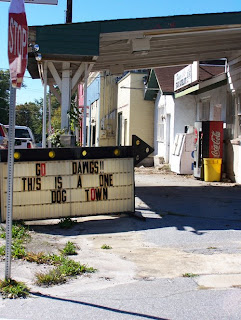 STOP
GO DAWGS!!
THIS IS A ONE
DOG TOWN
Coca-Cola